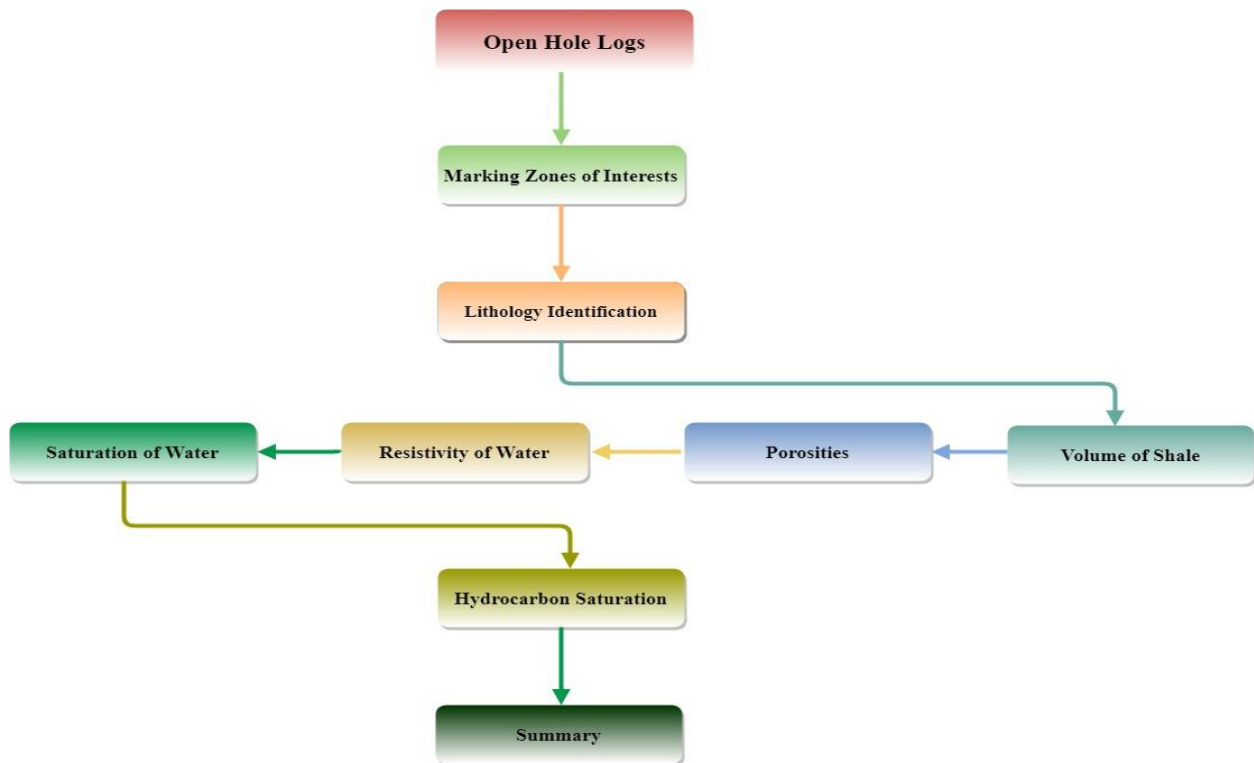 Open Hole Logs
Marking Zones of Interests
Lithology Identification
Saturation of Water
Resistivity of Water
Porosities
Volume of Shale
Hydrocarbon Saturation
Summary